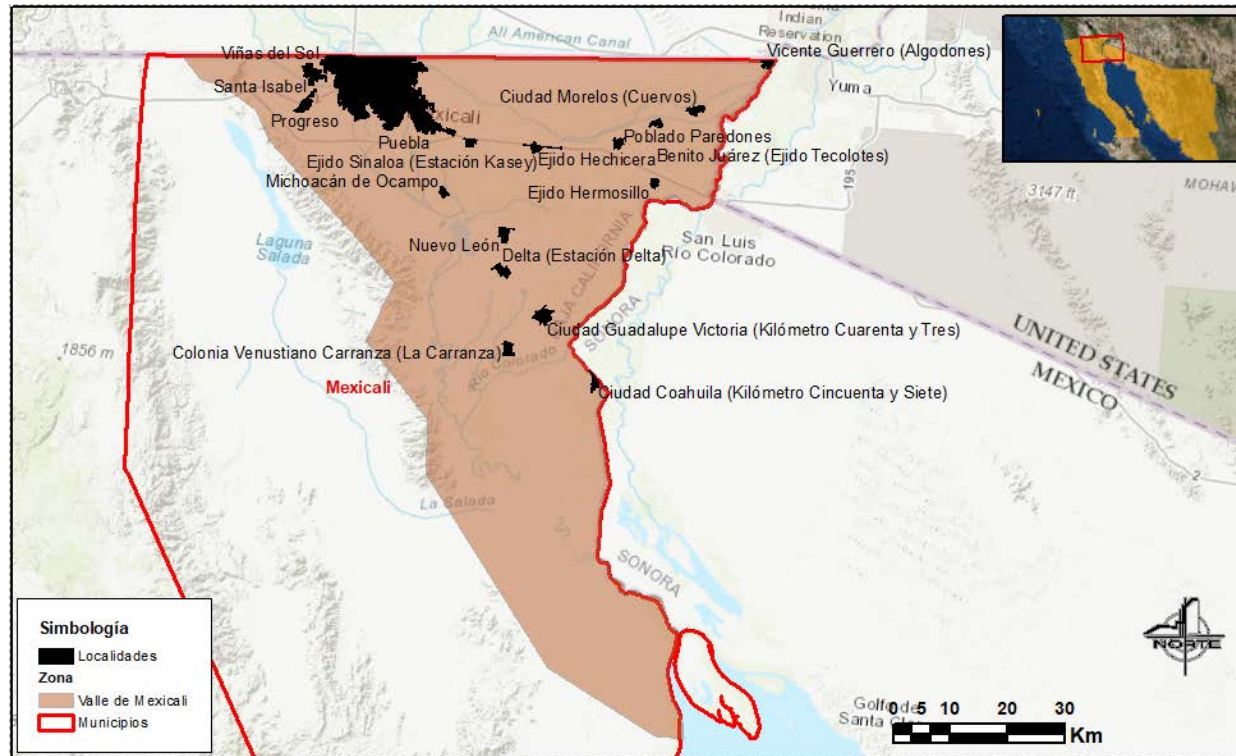 All American Canal
Indian
Reservation
Viñas del Sol
Vicente Guerrero (Algodones)
Santa Isabel
Ciudad Morelos (Cuervos)
Yuma
Progreso
xicali
Puebla
Poblado Paredones
Ejido Sinaloa (Estación Kasey)
Ejido Hechicera
Benito Juárez (Ejido Tecolotes)
Michoacán de Ocampo
Ejido Hermosillo
195
3147 ft
MOHAW
Laguna
Salada
Nuevo León
Delta (Estación Delta)
San Luis
Río Colorado
BAJA CALIFORNIA
SONORA
Ciudad Guadalupe Victoria (Kilómetro Cuarenta y Tres)
UNITED STATES
MEXICO
1856 m
Colonia Venustiano Carranza (La Carranza)
Río Colorado
Mexicali
Ciudad Coahuila (Kilómetro Cincuenta y Siete)
2
La Salada
SONORA
Simbología
Localidades
Zona
Valle de Mexicali
Municipios
NORTE
Golfo de
Santa Cla
0 5 10 20 30
Km